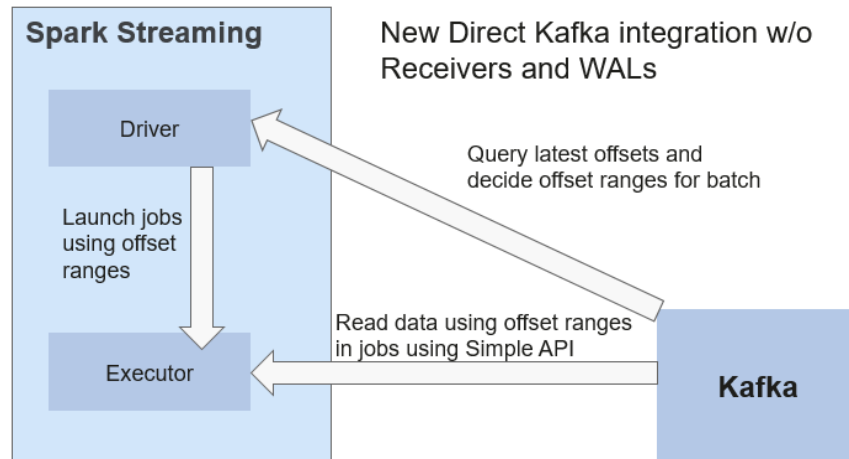 Spark Streaming
New Direct Kafka integration w/o
Receivers and WALs
Driver
Query latest offsets and
decide offset ranges for batch
Launch jobs
using offset
ranges
Read data using offset ranges
in jobs using Simple API
Executor
Kafka